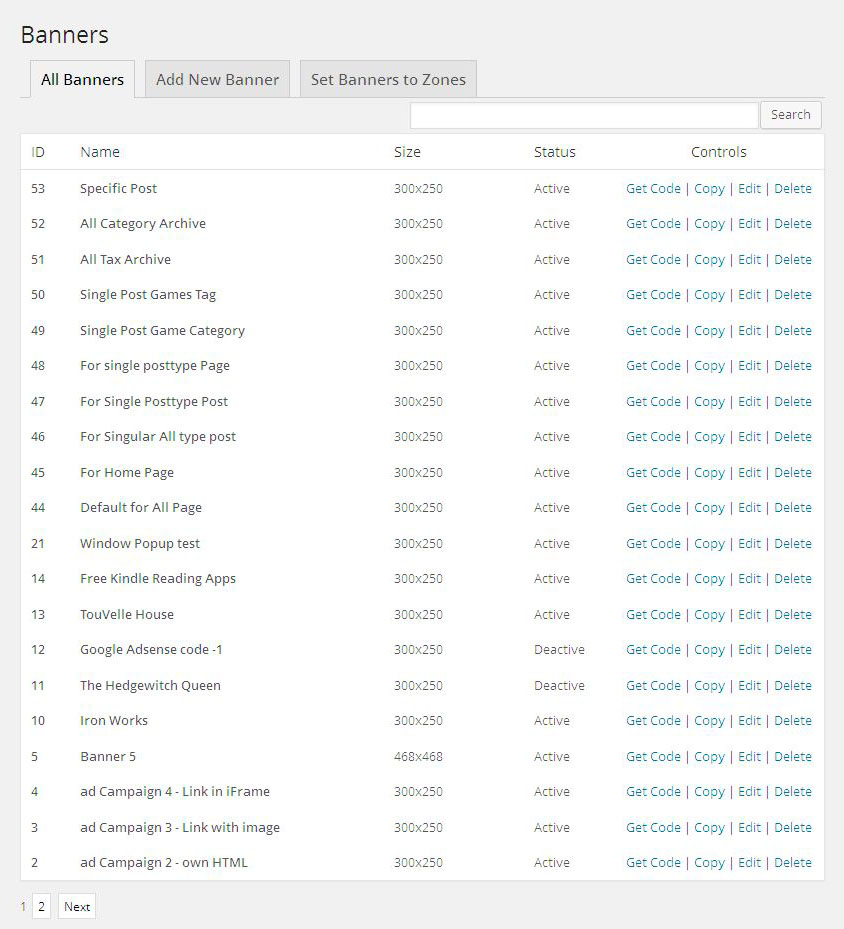 Banners
All Banners Add New Banner Set Banners to Zones
Search
ID Name Size Status Controls
53 Specific Post 300x250 Active Get Code | Copy | Edit | Delete
52 All Category Archive 300x250 Active Get Code | Copy | Edit | Delete
51 All Tax Archive 300x250 Active Get Code | Copy | Edit | Delete
50 Single Post Games Tag 300x250 Active Get Code | Copy | Edit | Delete
49 Single Post Game Category 300x250 Active Get Code | Copy | Edit | Delete
48 For single posttype Page 300x250 Active Get Code | Copy | Edit | Delete
47 For Single Posttype Post 300x250 Active Get Code | Copy | Edit | Delete
46 For Singular All type post 300x250 Active Get Code | Copy | Edit | Delete
45 For Home Page 300x250 Active Get Code | Copy | Edit | Delete
44 Default for All Page 300x250 Active Get Code | Copy | Edit | Delete
21 Window Popup test 300x250 Active Get Code | Copy | Edit | Delete
14 Free Kindle Reading Apps 300x250 Active Get Code | Copy | Edit | Delete
13 TouVelle House 300x250 Active Get Code | Copy | Edit | Delete
12 Google Adsense code -1 300x250 Deactive Get Code | Copy | Edit | Delete
11 The Hedgewitch Queen 300x250 Deactive Get Code | Copy | Edit | Delete
10 Iron Works 300x250 Active Get Code | Copy | Edit | Delete
5 Banner 5 468x468 Active Get Code | Copy | Edit | Delete
4 ad Campaign 4 - Link in iFrame 300x250 Active Get Code | Copy | Edit | Delete
3 ad Campaign 3 - Link with image 300x250 Active Get Code | Copy | Edit | Delete
2 ad Campaign 2 - own HTML 300x250 Active Get Code | Copy | Edit | Delete
1 2 Next